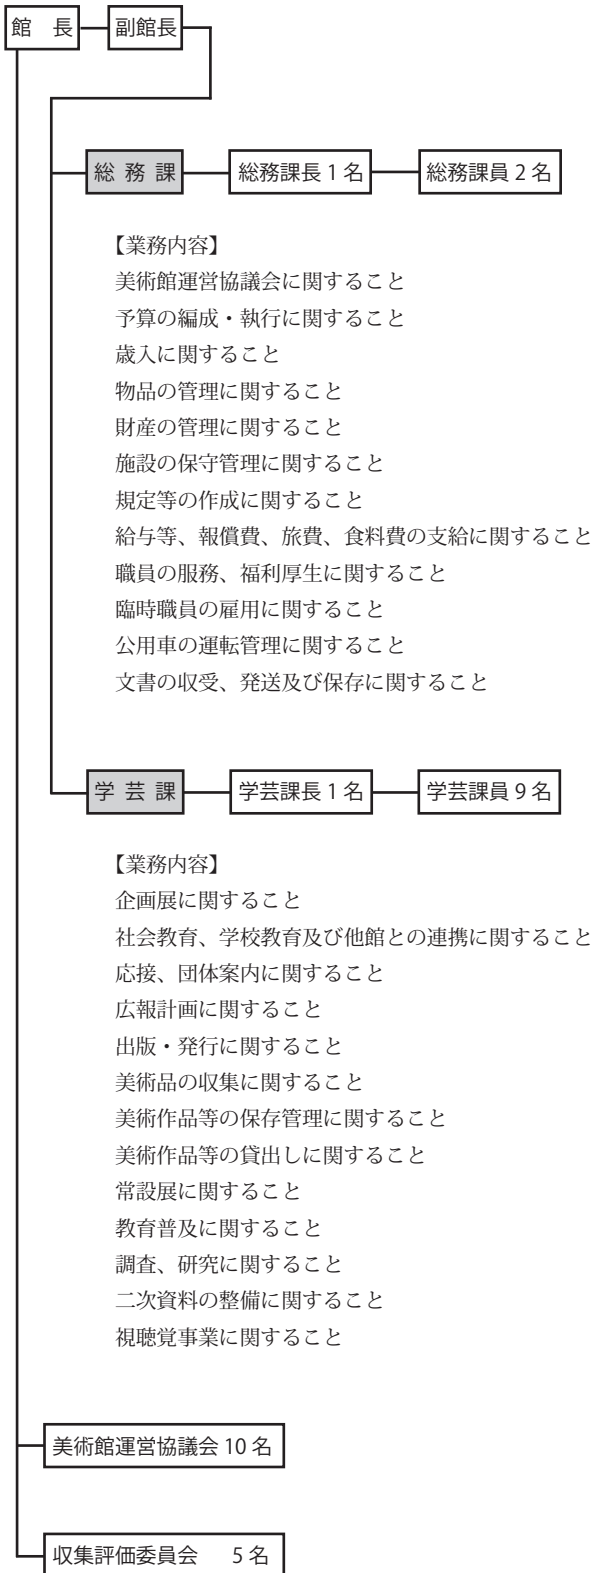 館　長　副館長
総 務 課　総務課長 1 名　総務課員 2 名
【業務内容】
美術館運営協議会に関すること
予算の編成・執行に関すること
歳入に関すること
物品の管理に関すること
財産の管理に関すること
施設の保守管理に関すること
規定等の作成に関すること
給与等、報償費、旅費、食料費の支給に関すること
職員の服務、福利厚生に関すること
臨時職員の雇用に関すること
公用車の運転管理に関すること
文書の収受、発送及び保存に関すること
学 芸 課　学芸課長 1 名　学芸課員 9 名
【業務内容】
企画展に関すること
社会教育、学校教育及び他館との連携に関すること
応接、団体案内に関すること
広報計画に関すること
出版・発行に関すること
美術品の収集に関すること
美術作品等の保存管理に関すること
美術作品等の貸出しに関すること
常設展に関すること
教育普及に関すること
調査、研究に関すること
二次資料の整備に関すること
視聴覚事業に関すること
美術館運営協議会 10 名
収集評価委員会　5 名